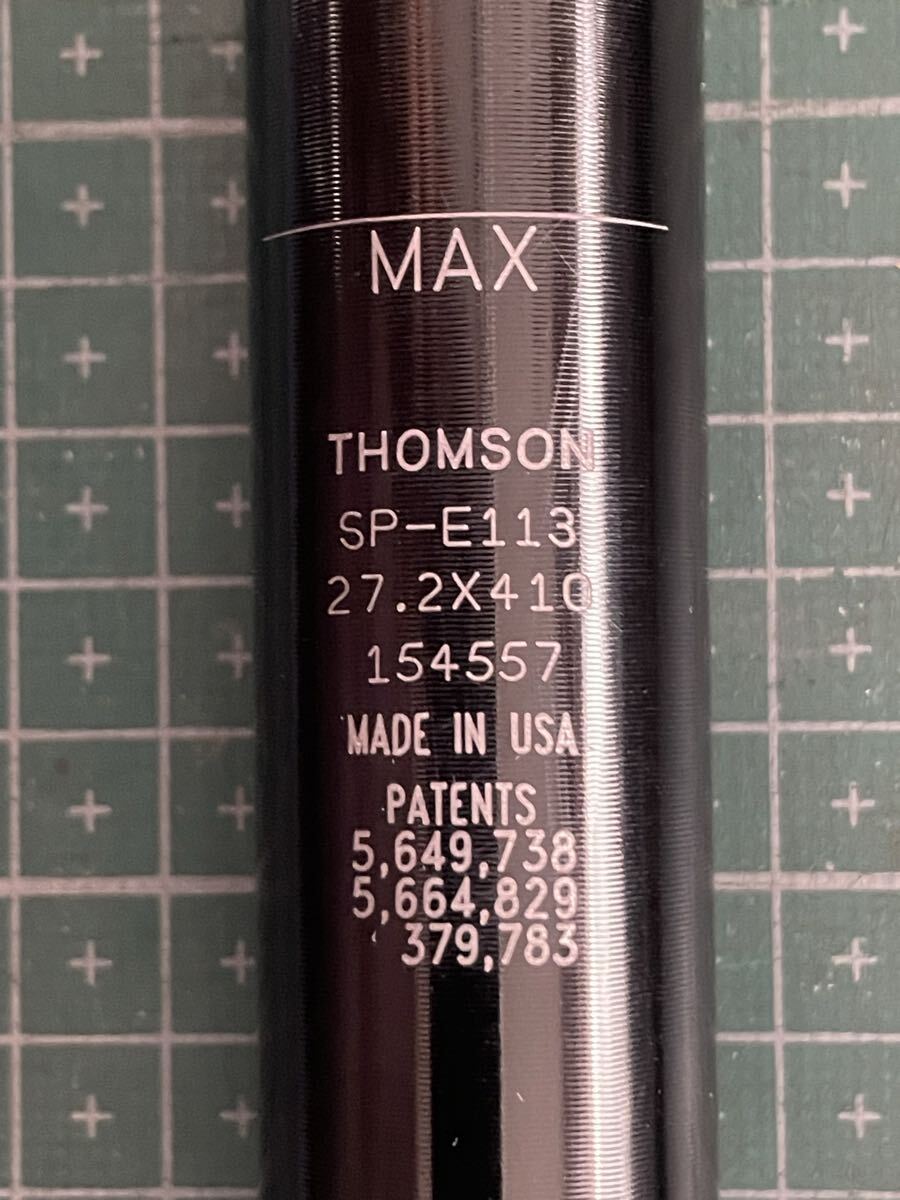 MAX
THOMSON
SP-E113
27.2X410
154557
MADE IN USA
PATENTS
5,649,738
5,664,829
379,783